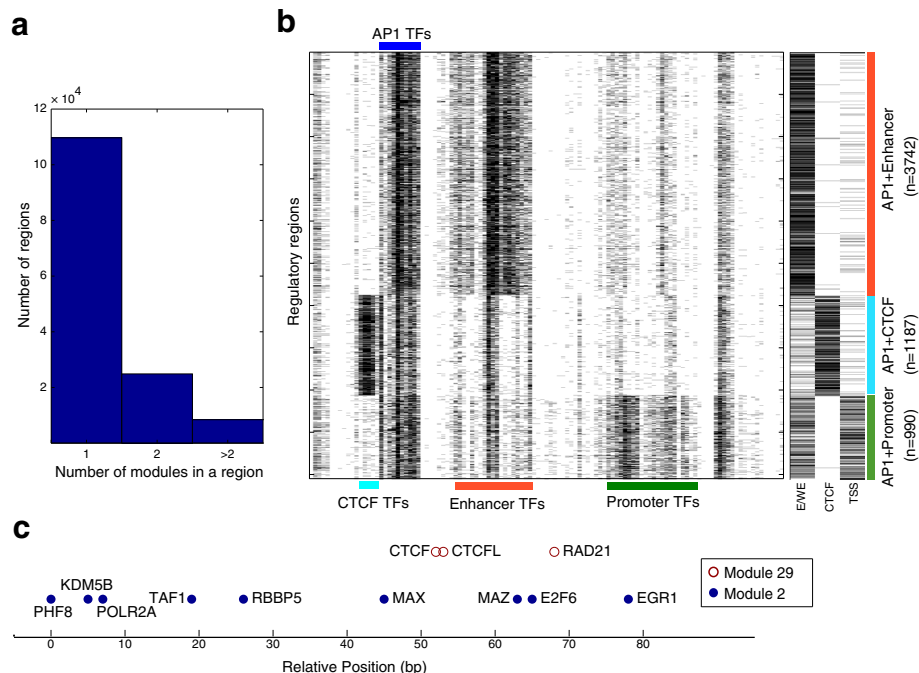 a
× 10⁴
12
10
8
6
4
2
Number of regions
1
2
>2
Number of modules in a region
b
AP1 TFs
Regulatory regions
CTCF TFs
Enhancer TFs
Promoter TFs
E/WE
CTCF
TSS
AP1+Enhancer
(n=3742)
AP1+CTCF
(n=1187)
AP1+Promoter
(n=990)
c
CTCF
CTCFL
RAD21
KDM5B
PHF8
POLR2A
TAF1
RBBP5
MAX
MAZ
E2F6
EGR1
Module 29
Module 2
0
10
20
30
40
50
60
70
80
Relative Position (bp)